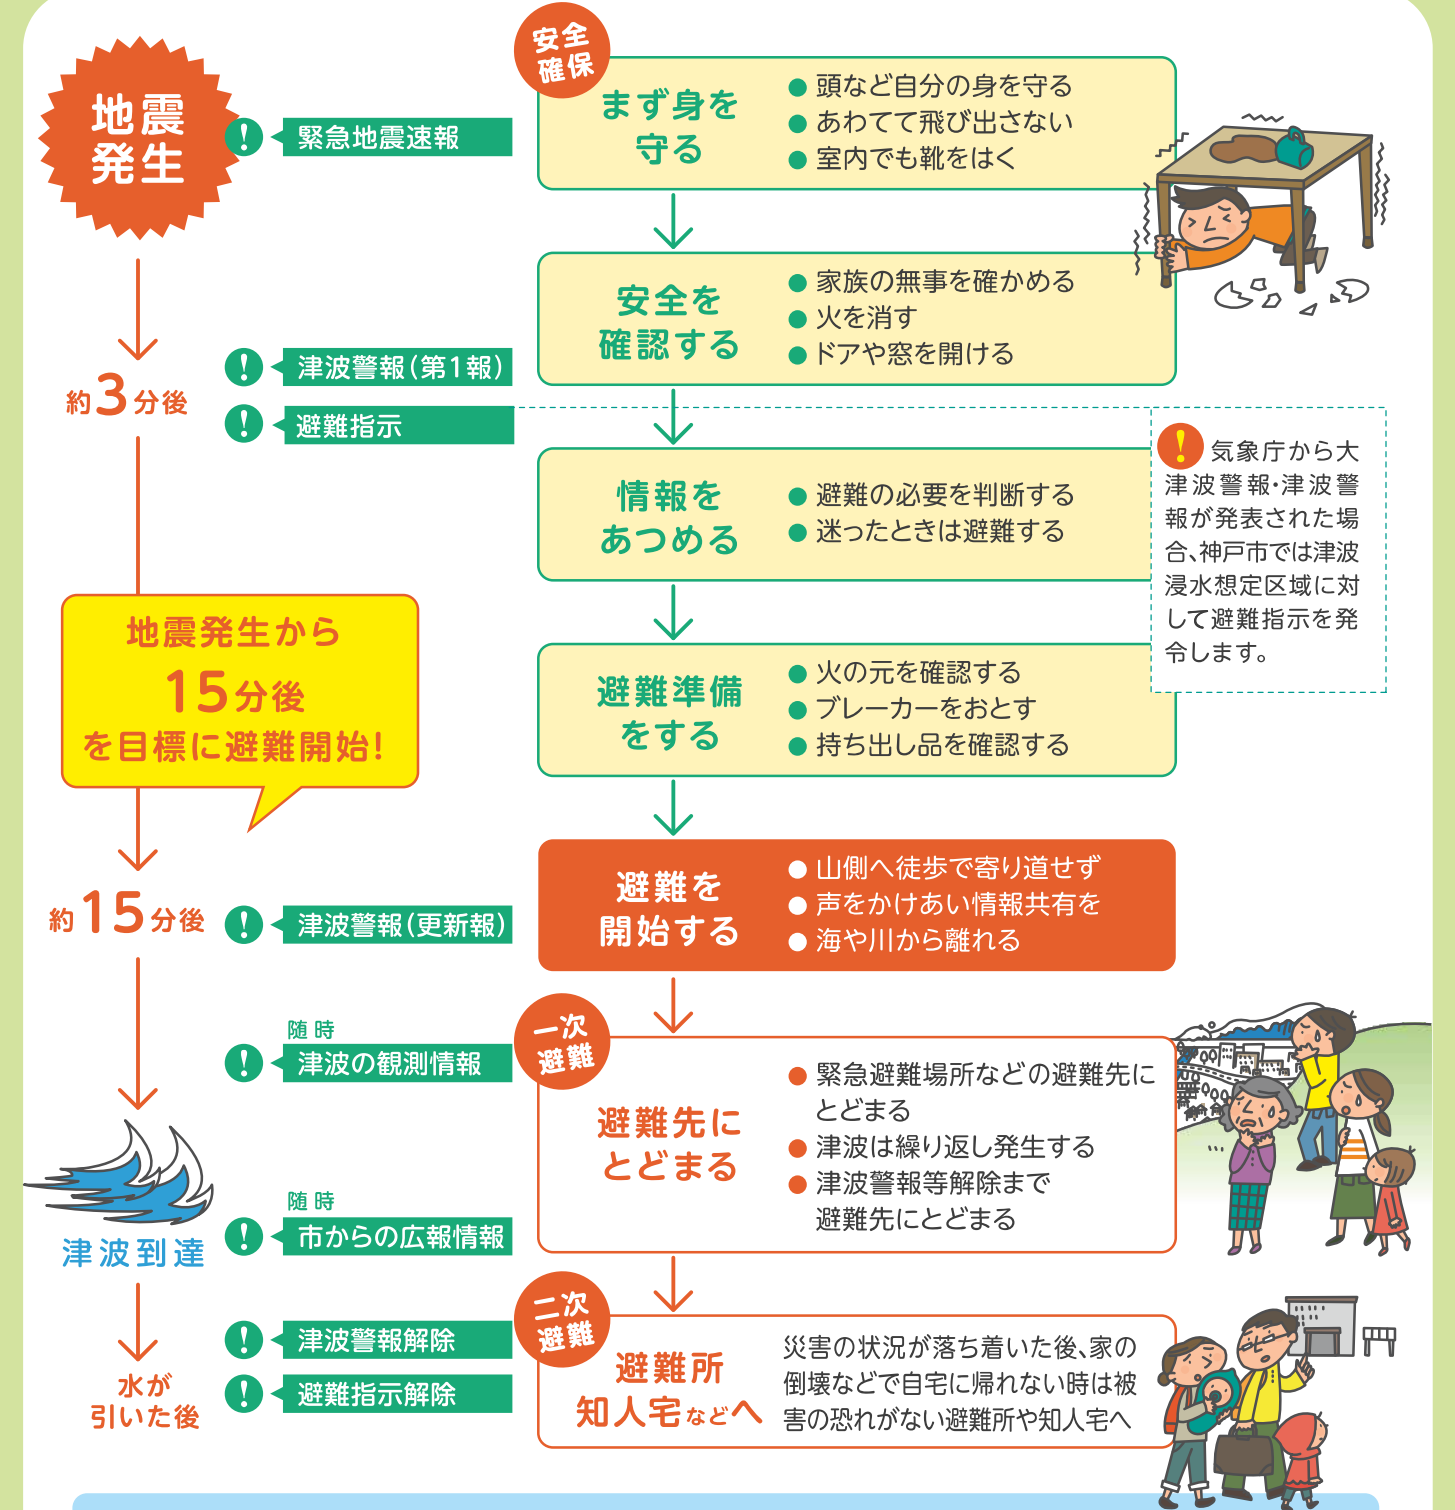 地震
発生
緊急地震速報
安全
確保
まず身を
守る
● 頭など自分の身を守る
● あわてて飛び出さない
● 室内でも靴をはく
安全を
確認する
● 家族の無事を確かめる
● 火を消す
● ドアや窓を開ける
約3分後
津波警報(第1報)
避難指示
情報を
あつめる
● 避難の必要を判断する
● 迷ったときは避難する
気象庁から大
津波警報・津波警
報が発表された場
合、神戸市では津波
浸水想定区域に対
して避難指示を発
令します。
地震発生から
15分後
を目標に避難開始!
避難準備
をする
● 火の元を確認する
● ブレーカーをおとす
● 持ち出し品を確認する
約15分後
津波警報(更新報)
避難を
開始する
● 山側へ徒歩で寄り道せず
● 声をかけあい情報共有を
● 海や川から離れる
随時
津波の観測情報
一次
避難
避難先に
とどまる
● 緊急避難場所などの避難先に
とどまる
● 津波は繰り返し発生する
● 津波警報等解除まで
避難先にとどまる
随時
市からの広報情報
津波到達
津波警報解除
避難指示解除
水が
引いた後
二次
避難
避難所
知人宅などへ
災害の状況が落ち着いた後、家の
倒壊などで自宅に帰れない時は被
害の恐れがない避難所や知人宅へ